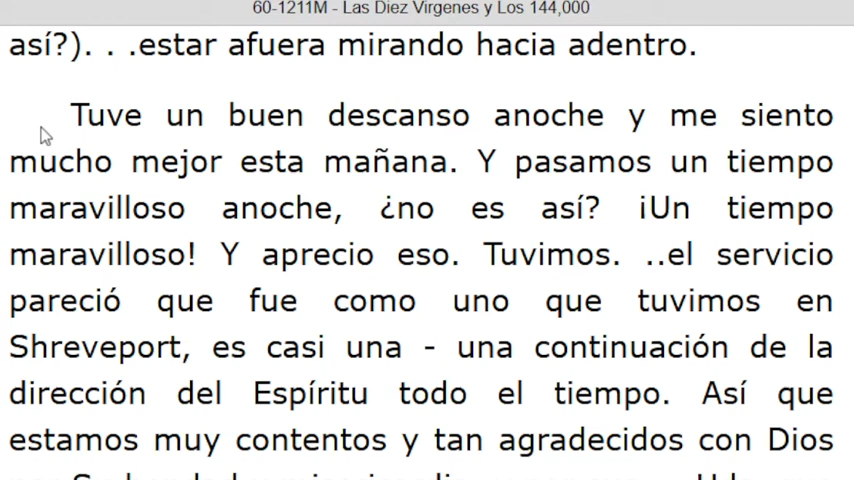 60-1211M - Las Diez Virgenes y Los 144,000
así?). . .estar afuera mirando hacia adentro.
Tuve un buen descanso anoche y me siento
mucho mejor esta mañana. Y pasamos un tiempo
maravilloso anoche, ¿no es así? ¡Un tiempo
maravilloso! Y aprecio eso. Tuvimos. ..el servicio
pareció que fue como uno que tuvimos en
Shreveport, es casi una - una continuación de la
dirección del Espíritu todo el tiempo. Así que
estamos muy contentos y tan agradecidos con Dios